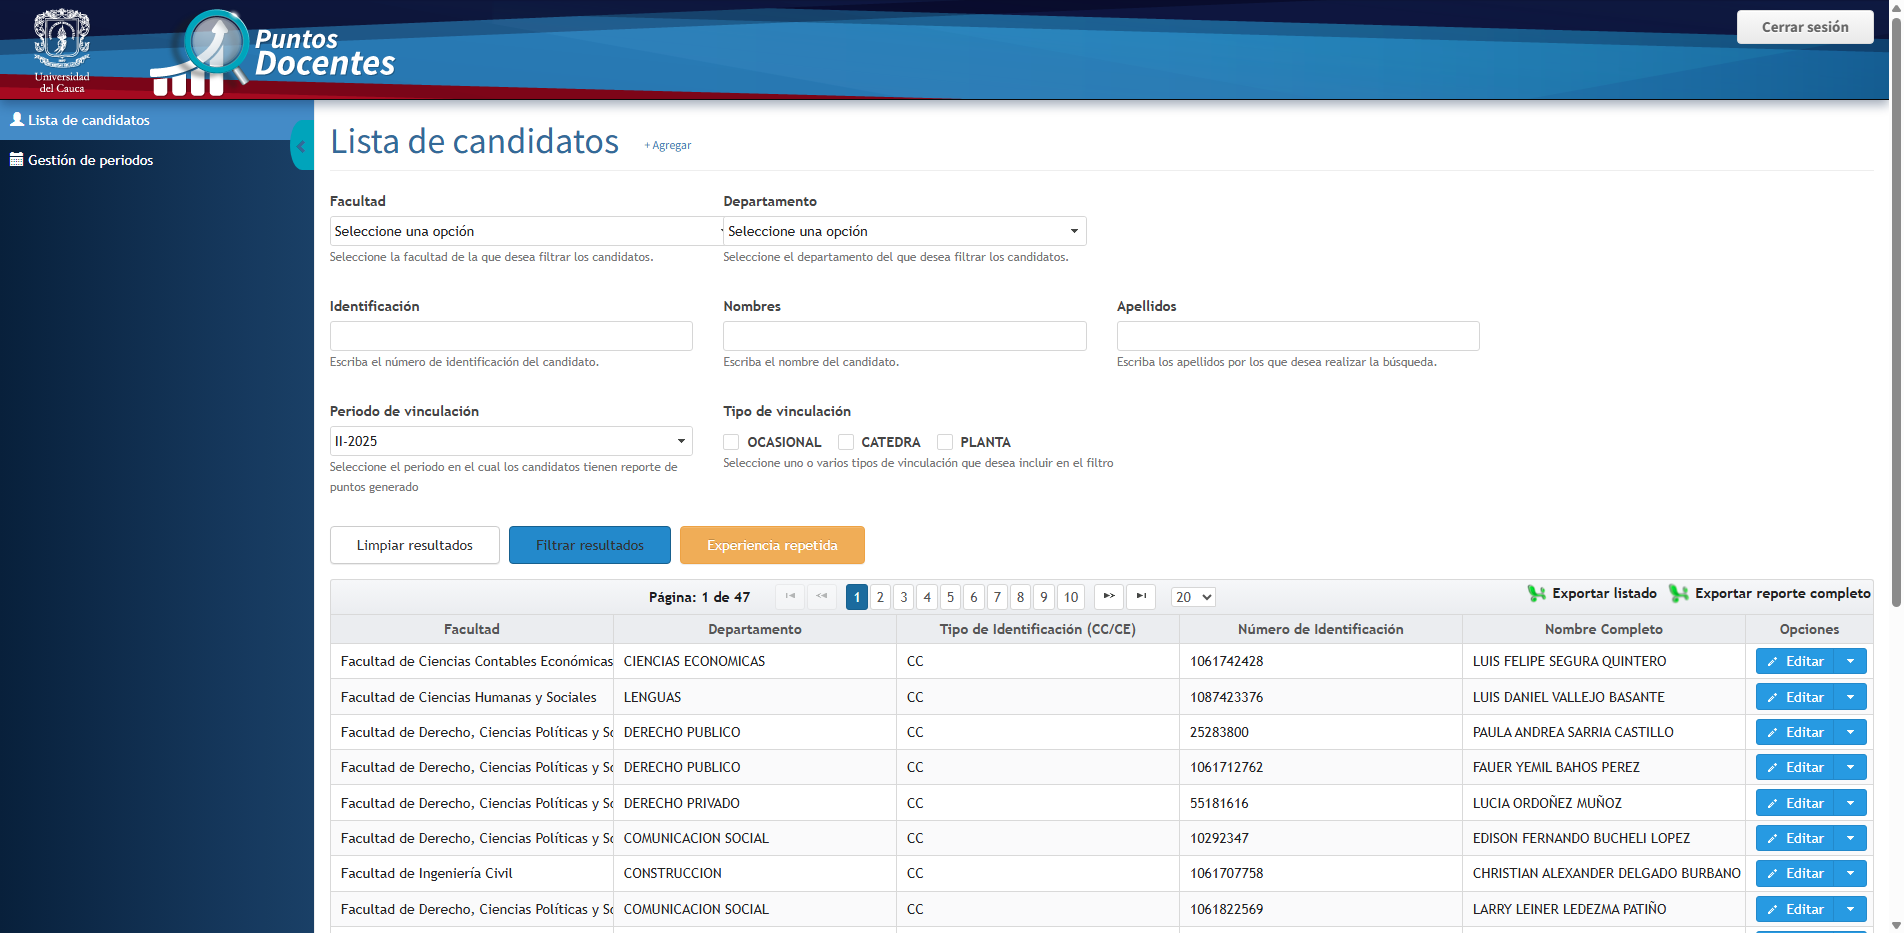 Universidad
del Cauca
Puntos
Docentes
Cerrar sesión
Lista de candidatos
Gestión de periodos
Lista de candidatos
+ Agregar
Facultad
Departamento
Seleccione una opción
Seleccione una opción
Seleccione la facultad de la que desea filtrar los candidatos.
Seleccione el departamento del que desea filtrar los candidatos.
Identificación
Nombres
Apellidos
Escriba el número de identificación del candidato.
Escriba el nombre del candidato.
Escriba los apellidos por los que desea realizar la búsqueda.
Periodo de vinculación
Tipo de vinculación
II-2025
OCASIONAL
CATEDRA
PLANTA
Seleccione el periodo en el cual los candidatos tienen reporte de
puntos generado
Seleccione uno o varios tipos de vinculación que desea incluir en el filtro
Limpiar resultados
Filtrar resultados
Experiencia repetida
Página: 1 de 47
1 2 3 4 5 6 7 8 9 10
20
Exportar listado
Exportar reporte completo
Facultad Departamento Tipo de Identificación (CC/CE) Número de Identificación Nombre Completo Opciones
Facultad de Ciencias Contables Económicas CIENCIAS ECONOMICAS CC 1061742428 LUIS FELIPE SEGURA QUINTERO Editar
Facultad de Ciencias Humanas y Sociales LENGUAS CC 1087423376 LUIS DANIEL VALLEJO BASANTE Editar
Facultad de Derecho, Ciencias Políticas y So DERECHO PUBLICO CC 25283800 PAULA ANDREA SARRIA CASTILLO Editar
Facultad de Derecho, Ciencias Políticas y So DERECHO PUBLICO CC 1061712762 FAUER YEMIL BAHOS PEREZ Editar
Facultad de Derecho, Ciencias Políticas y So DERECHO PRIVADO CC 55181616 LUCIA ORDOÑEZ MUÑOZ Editar
Facultad de Derecho, Ciencias Políticas y So COMUNICACION SOCIAL CC 10292347 EDISON FERNANDO BUCHELI LOPEZ Editar
Facultad de Ingeniería Civil CONSTRUCCION CC 1061707758 CHRISTIAN ALEXANDER DELGADO BURBANO Editar
Facultad de Derecho, Ciencias Políticas y So COMUNICACION SOCIAL CC 1061822569 LARRY LEINER LEDEZMA PATIÑO Editar